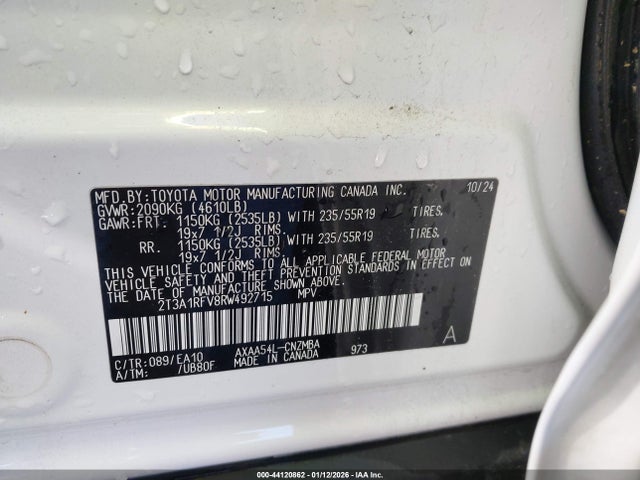 MFD.BY:TOYOTA MOTOR MANUFACTURING CANADA INC. 10/24
GVWR:2090KG (4610LB)
GAWR:FRT: 1150KG (2535LB) WITH 235/55R19 TIRES.
19x7 1/2J RIMS.
RR. 1150KG (2535LB) WITH 235/55R19 TIRES.
19x7 1/2J RIMS.
THIS VEHICLE CONFORMS TO ALL APPLICABLE FEDERAL MOTOR
VEHICLE SAFETY AND THEFT PREVENTION STANDARDS IN EFFECT
ON THE DATE OF MANUFACTURE SHOWN ABOVE.
2T3A1RFV8RW492715 MPV
C/TR:089/EA10 AXAA54L-CNZMBA 973 A
A/TM: /UB80F MADE IN CANADA
000-44120862 - 01/12/2026 - IAA Inc.